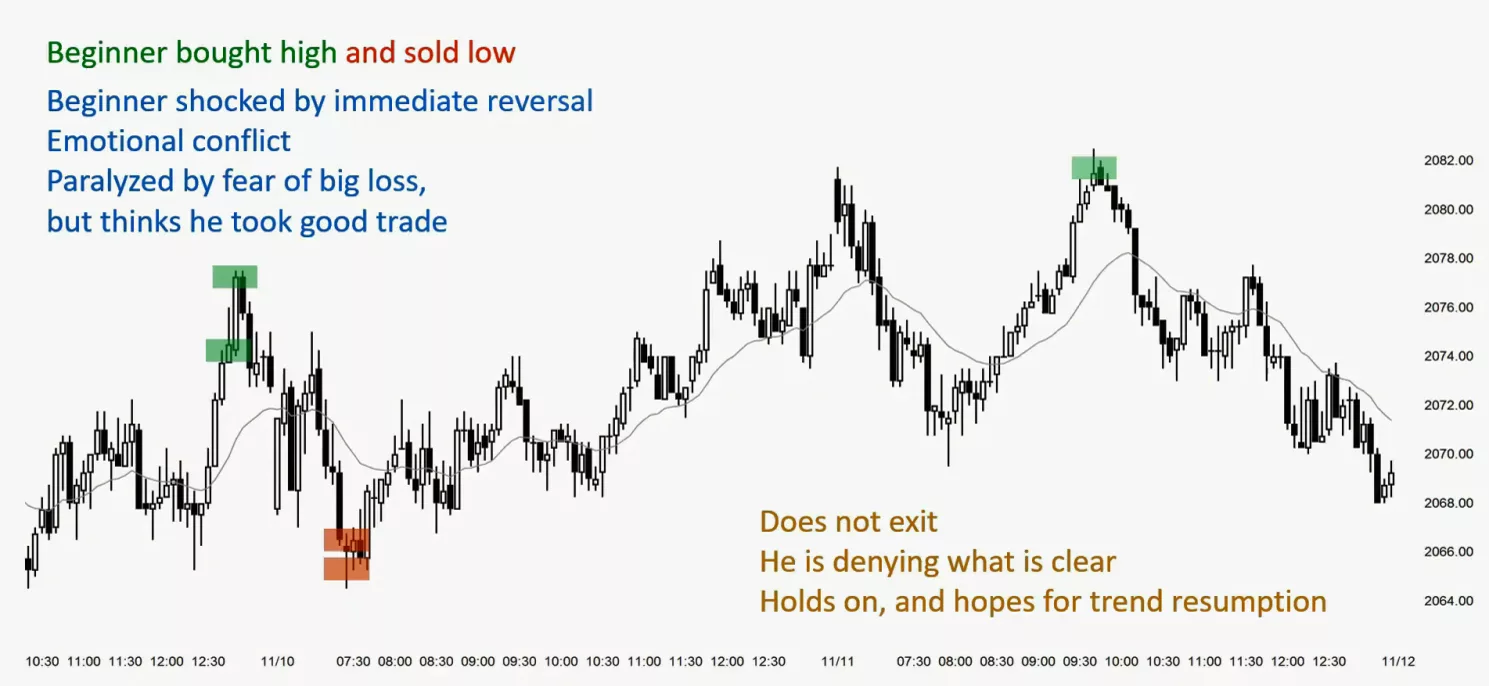 Beginner bought high and sold low
Beginner shocked by immediate reversal
Emotional conflict
Paralyzed by fear of big loss,
but thinks he took good trade
2082.00
2080.00
2078.00
2076.00
2074.00
2072.00
2070.00
2068.00
2066.00
2064.00
Does not exit
He is denying what is clear
Holds on, and hopes for trend resumption
10:30 11:00 11:30 12:00 12:30 11/10 07:30 08:00 08:30 09:00 09:30 10:00 10:30 11:00 11:30 12:00 12:30 11/11 07:30 08:00 08:30 09:00 09:30 10:00 10:30 11:00 11:30 12:00 12:30 11/12